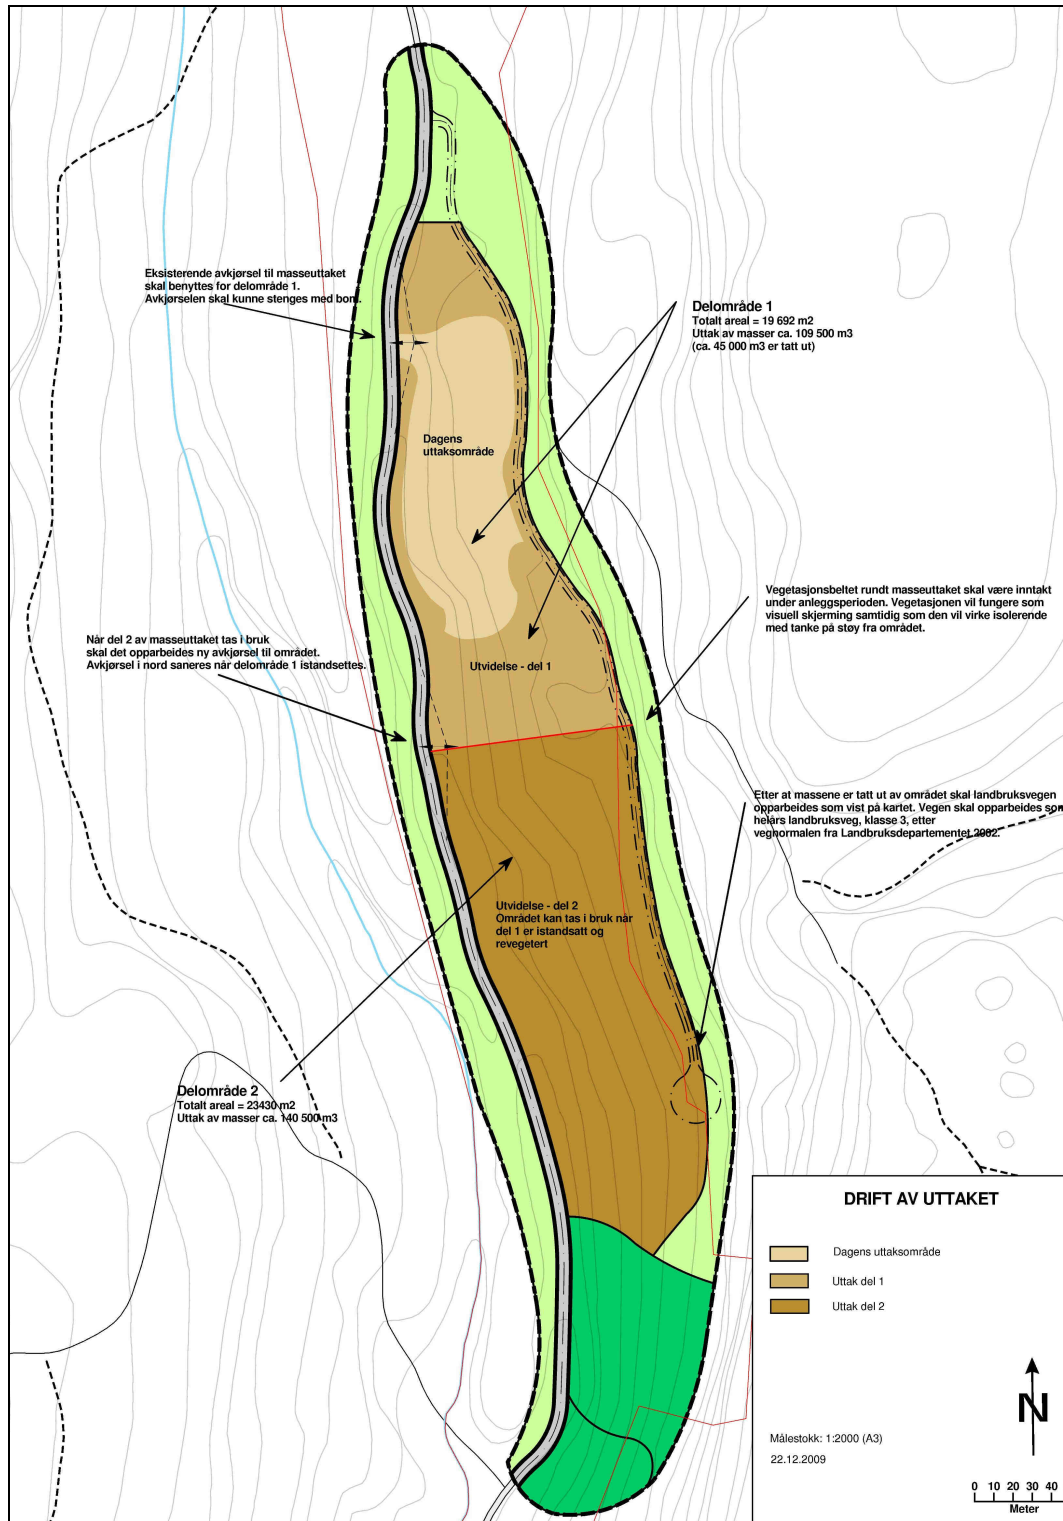 Eksisterende avkjørsel til masseuttaket
skal benyttes for delområde 1.
Avkjørselen skal kunne stenges med bom.
Delområde 1
Totalt areal = 19 692 m2
Uttak av masser ca. 109 500 m3
(ca. 45 000 m3 er tatt ut)
Dagens
uttaksområde
Vegetasjonsbeltet rundt masseuttaket skal være inntakt
under anleggsperioden. Vegetasjonen vil fungere som
visuell skjerming samtidig som den vil virke isolerende
med tanke på støy fra området.
Når del 2 av masseuttaket tas i bruk
skal det opparbeides ny avkjørsel til området.
Avkjørsel i nord saneres når delområde 1 istandsettes.
Utvidelse - del 1
Etter at massene er tatt ut av området skal landbruksvegen
opparbeides som vist på kartet. Vegen skal opparbeides som
helårs landbruksveg, klasse 3, etter
vegnormalen fra Landbruksdepartementet 2002.
Utvidelse - del 2
Området kan tas i bruk når
del 1 er istandsatt og
revegetert
Delområde 2
Totalt areal = 23430 m2
Uttak av masser ca. 140 500 m3
DRIFT AV UTTAKET
Dagens uttaksområde
Uttak del 1
Uttak del 2
N
Målestokk: 1:2000 (A3)
22.12.2009
0 10 20 30 40
Meter